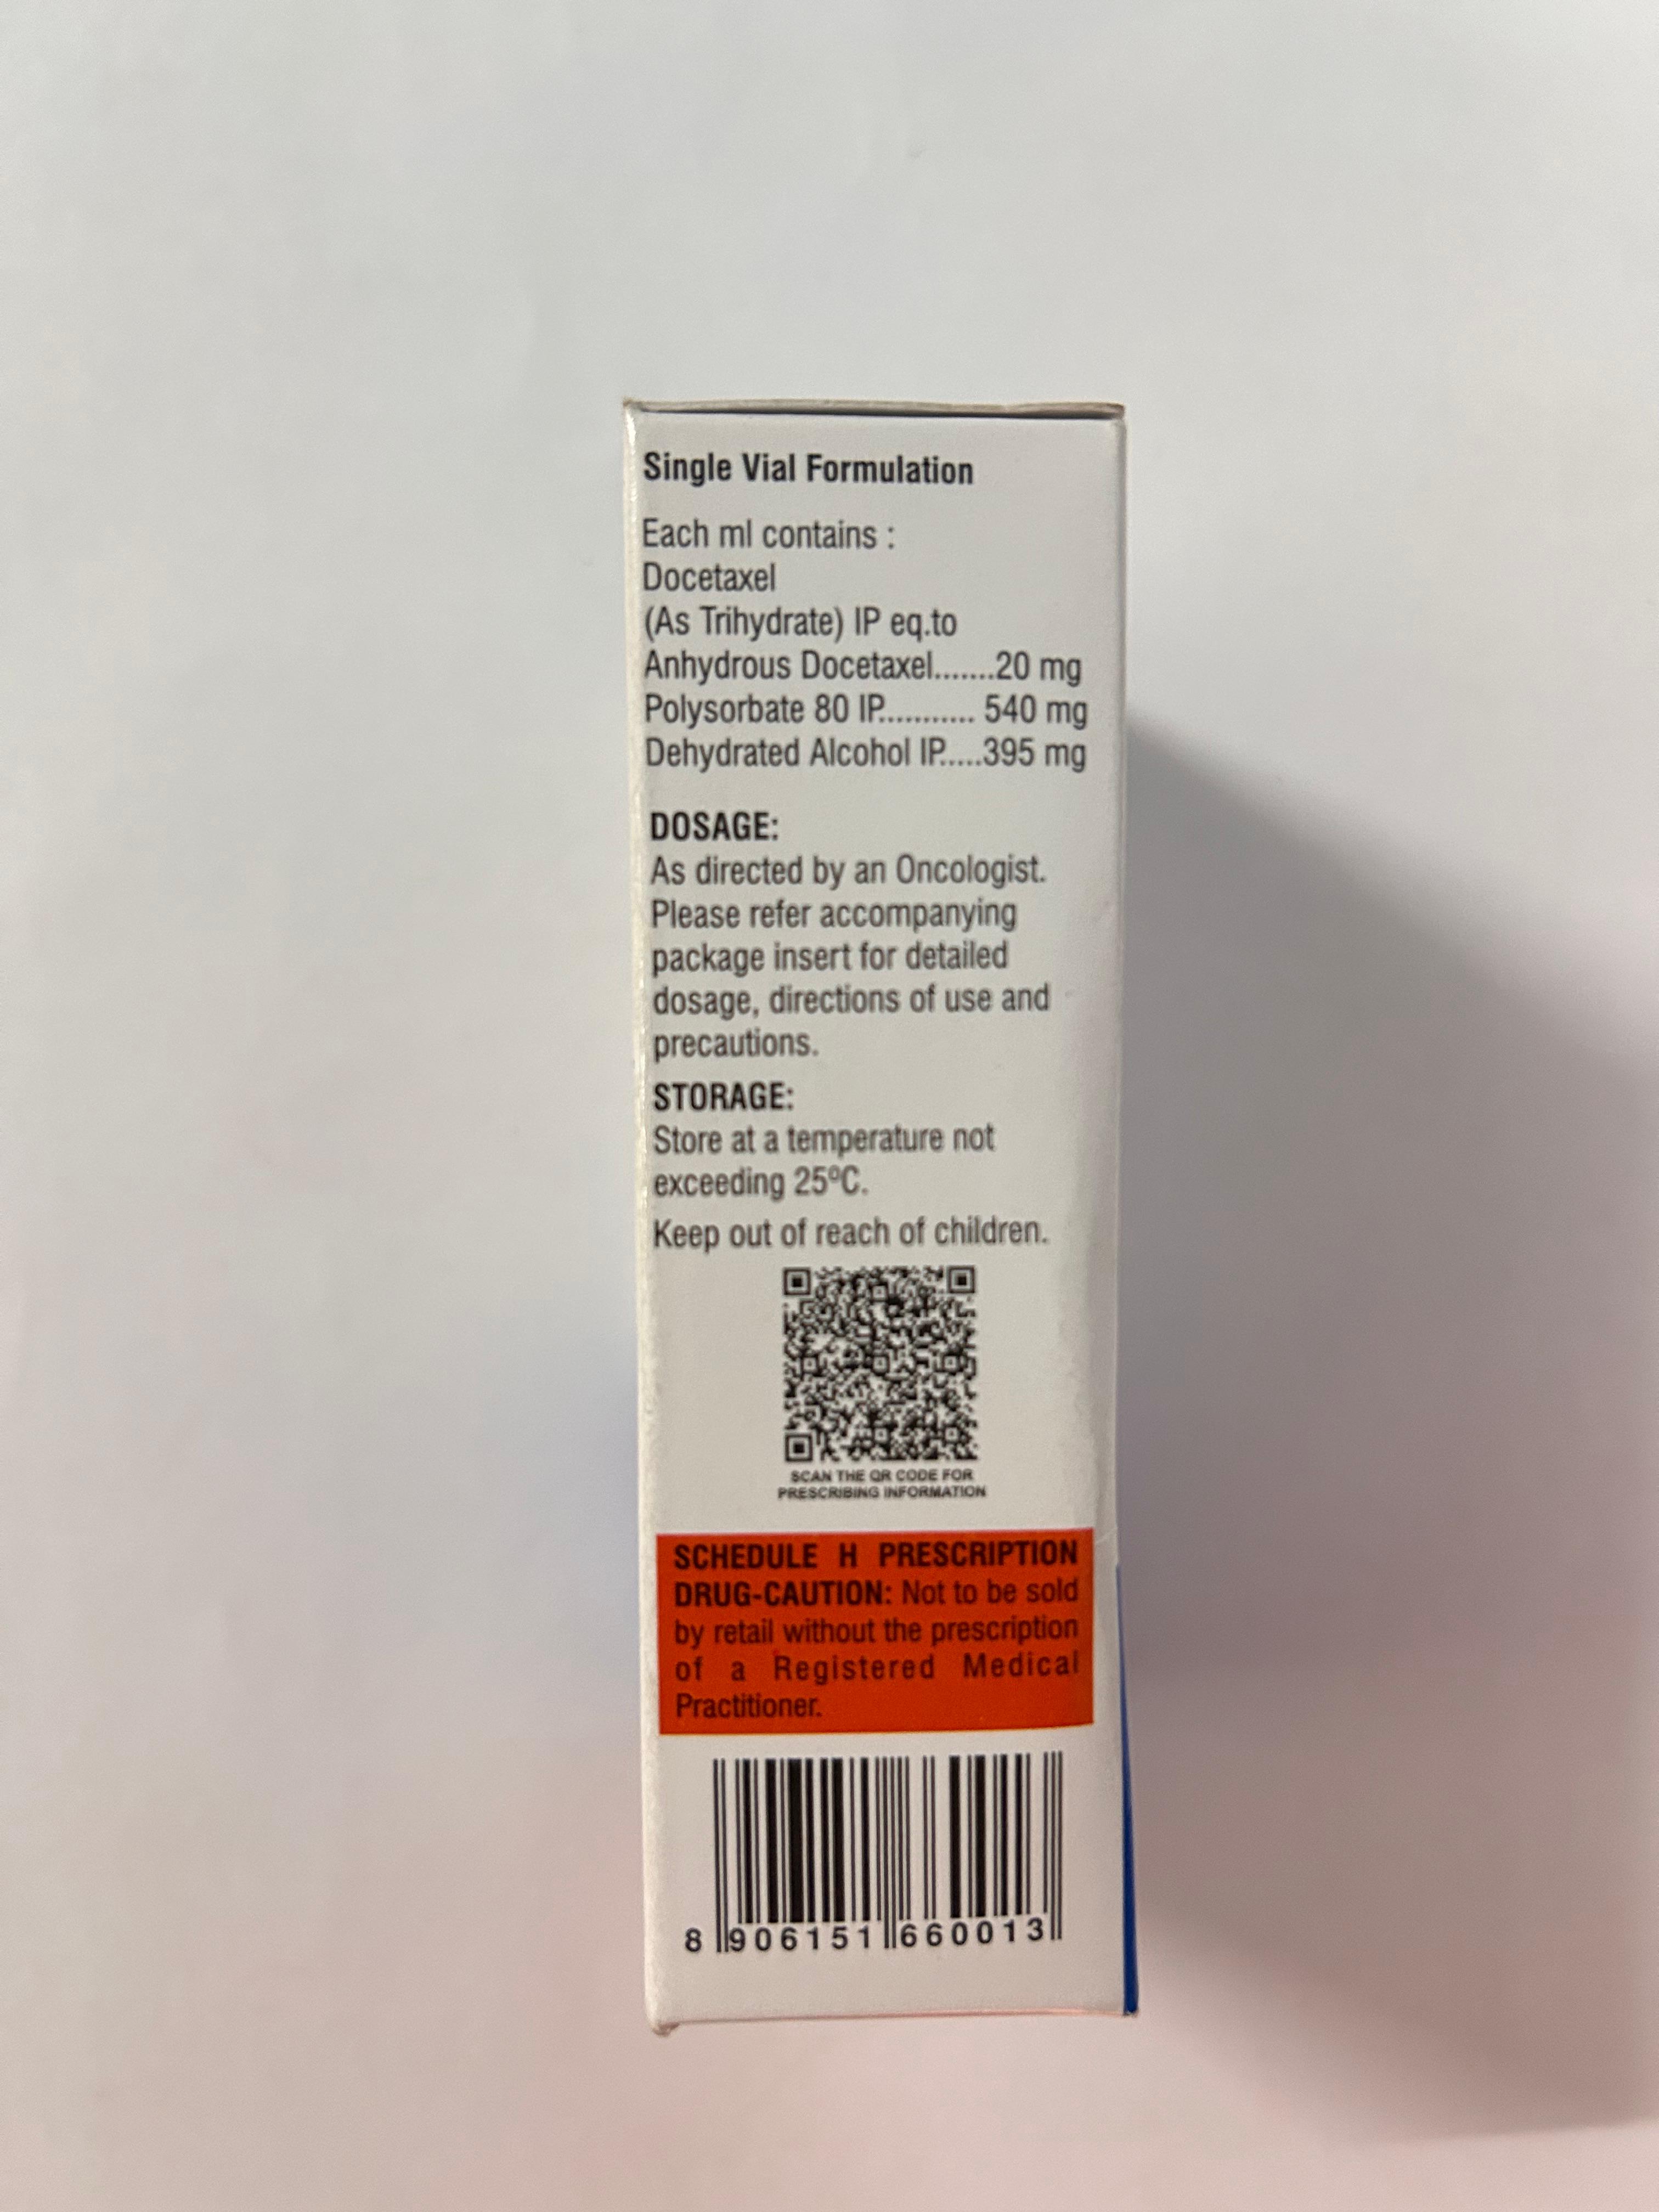 Single Vial Formulation
Each ml contains :
Docetaxel
(As Trihydrate) IP eq.to
Anhydrous Docetaxel.......20 mg
Polysorbate 80 IP........... 540 mg
Dehydrated Alcohol IP.....395 mg
DOSAGE:
As directed by an Oncologist.
Please refer accompanying
package insert for detailed
dosage, directions of use and
precautions.
STORAGE:
Store at a temperature not
exceeding 25ºC.
Keep out of reach of children.
SCAN THE QR CODE FOR
PRESCRIBING INFORMATION
SCHEDULE H PRESCRIPTION
DRUG-CAUTION: Not to be sold
by retail without the prescription
of a Registered Medical
Practitioner.
8 906151 660013